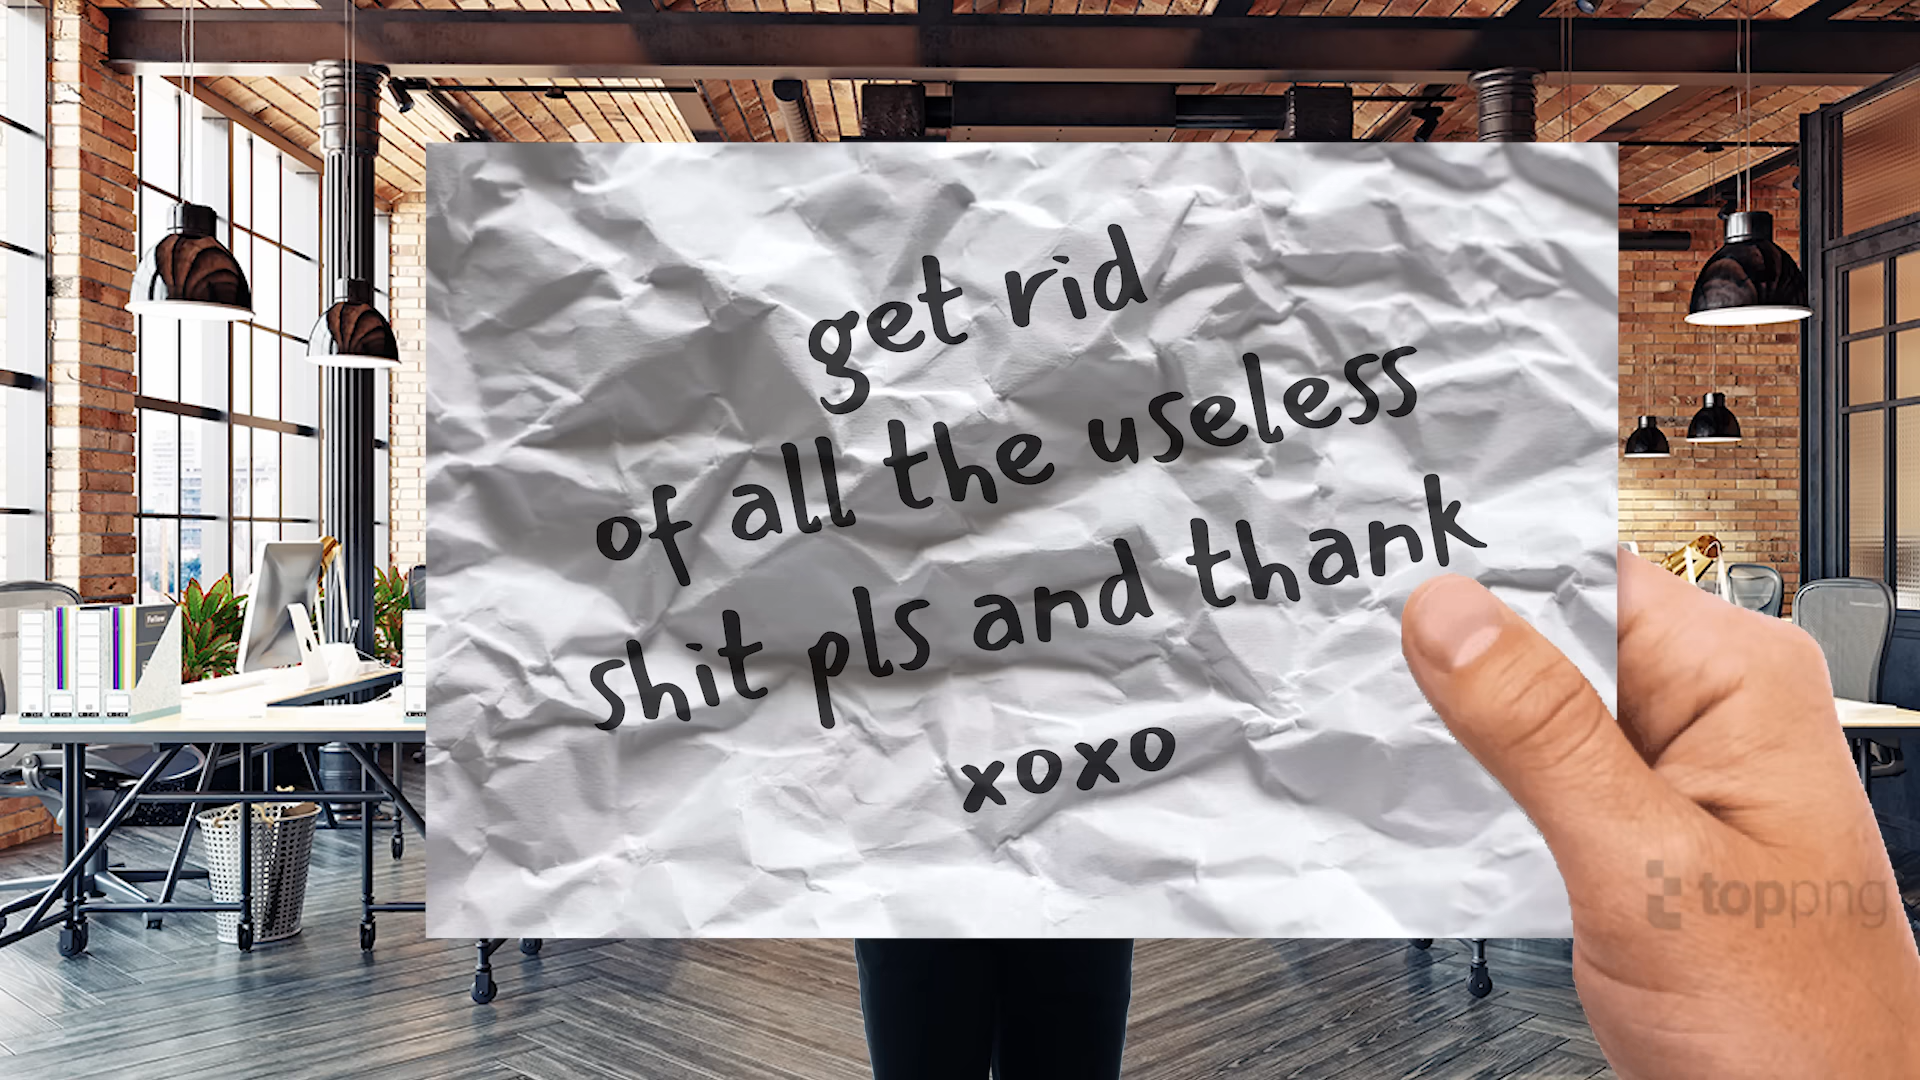 get rid
of all the useless
shit pls and thank
xoxo
toppng